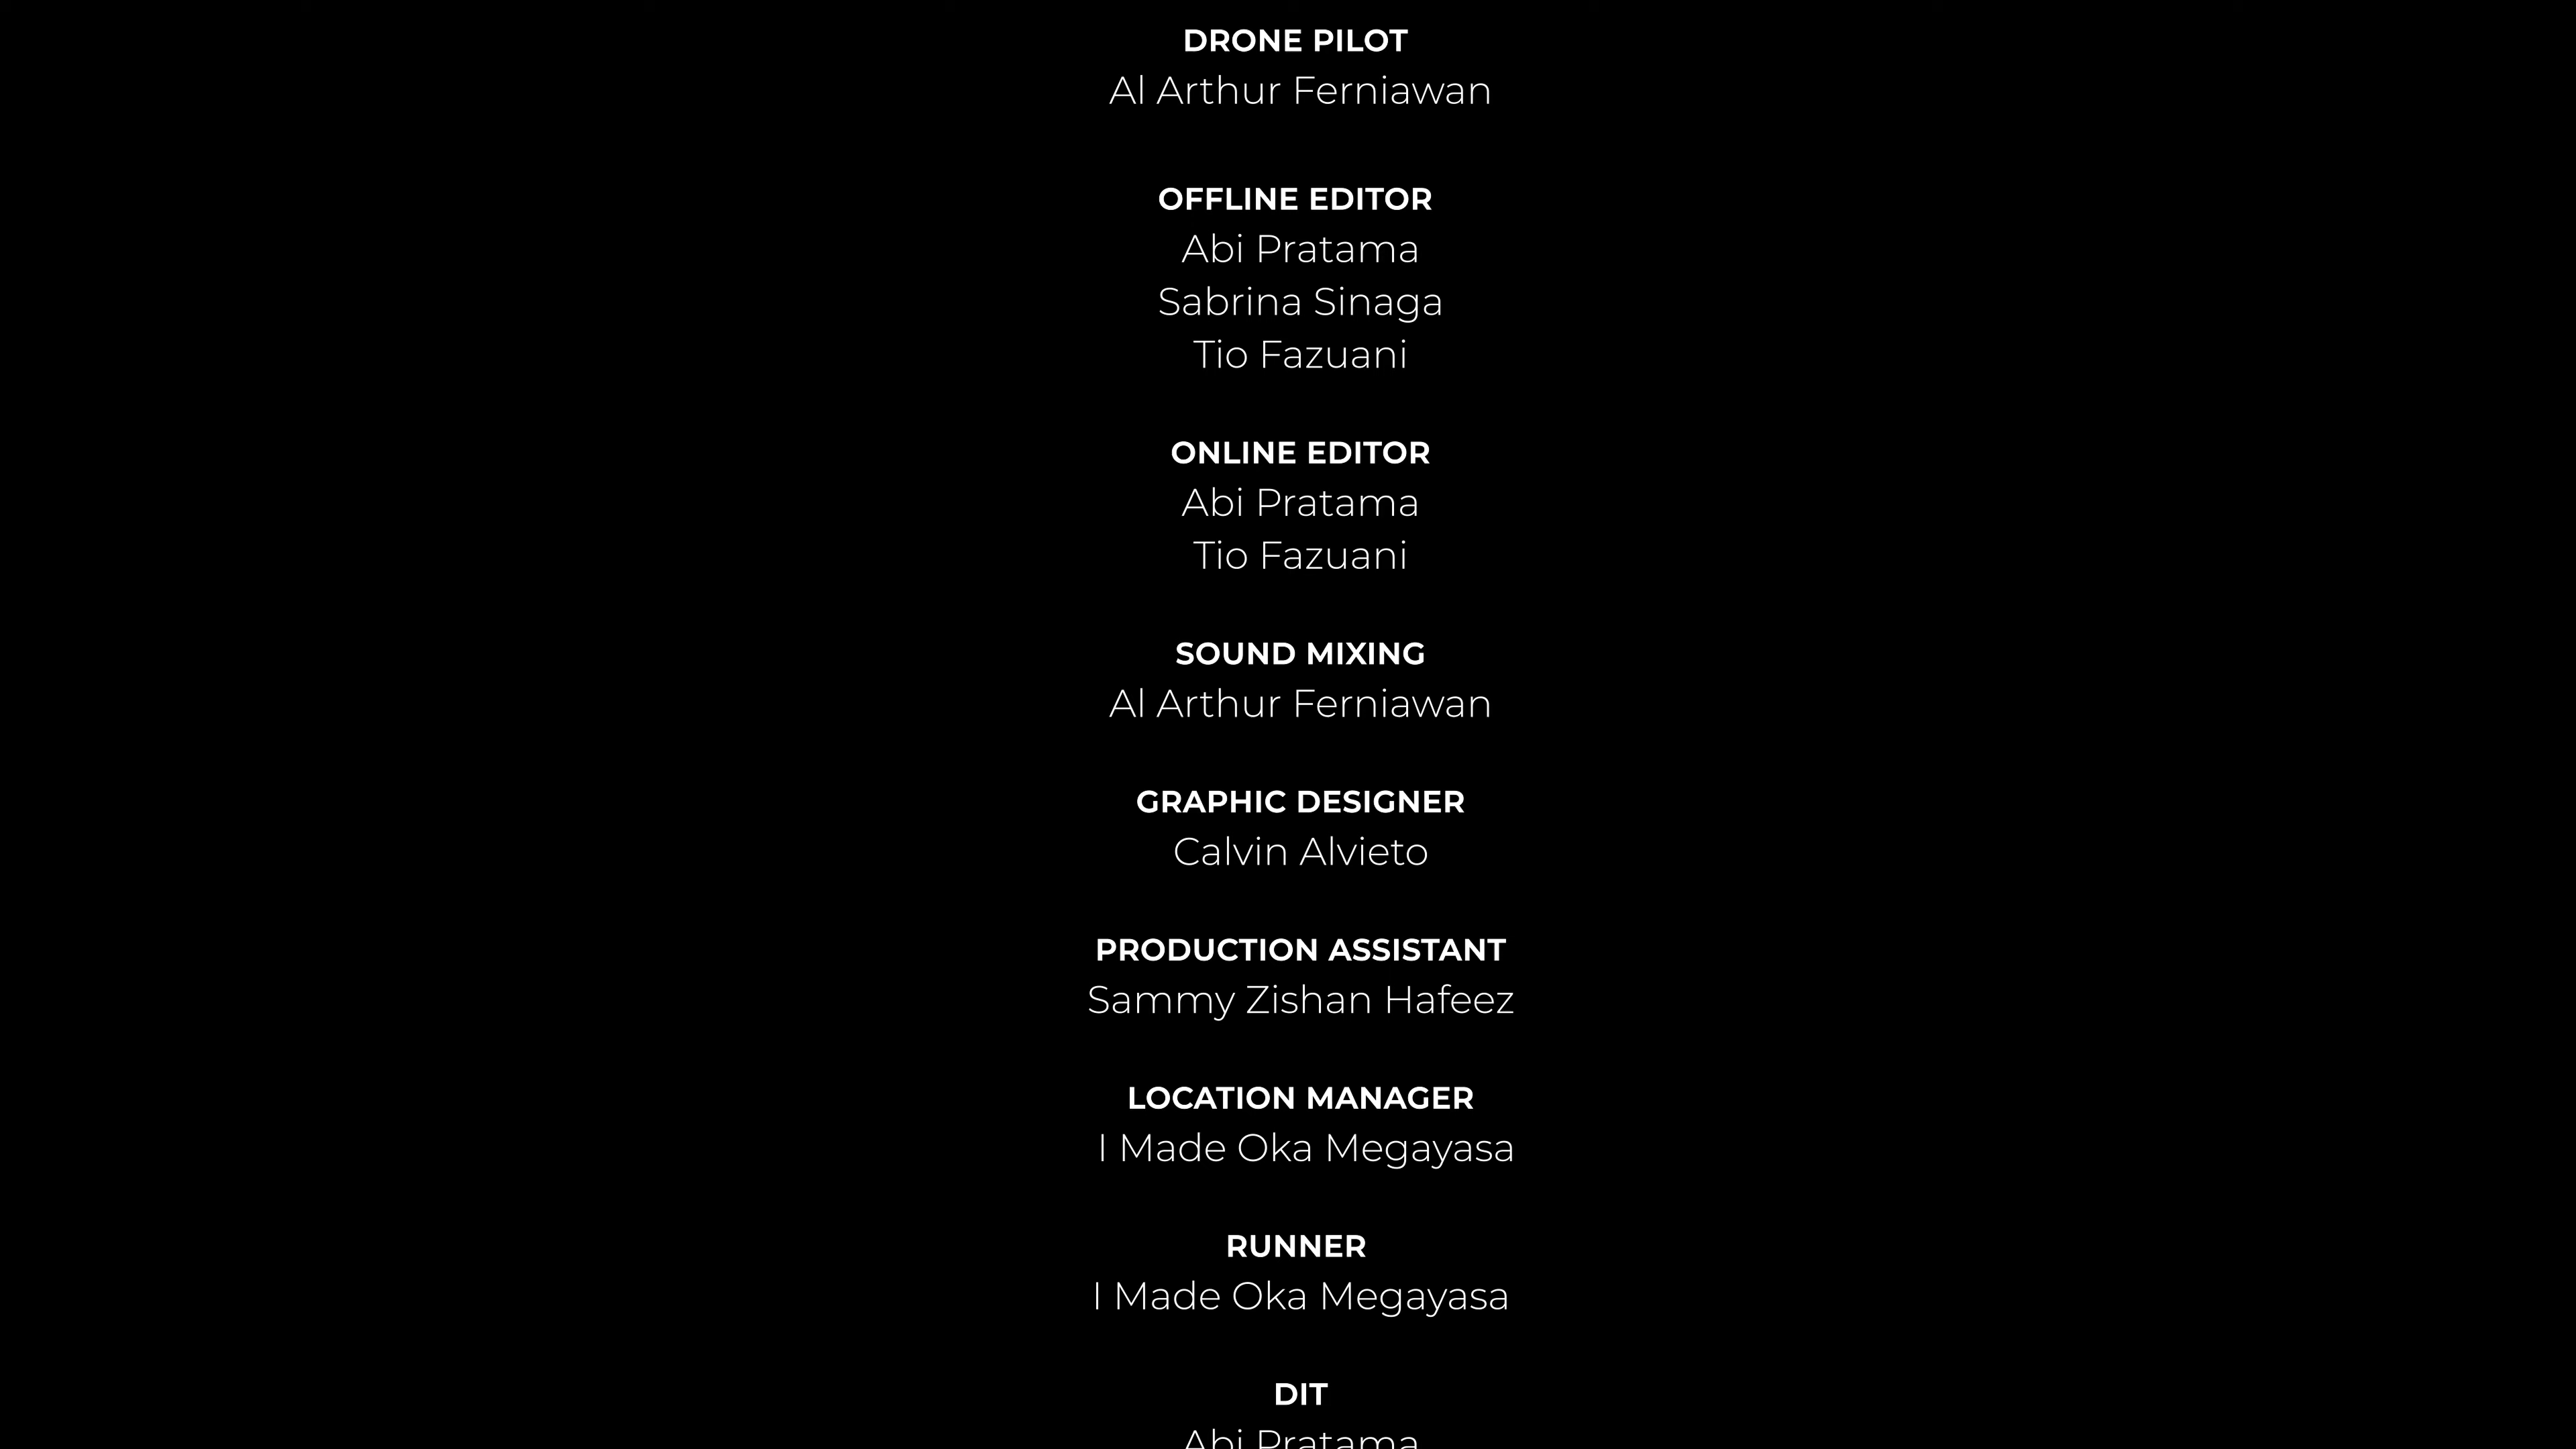 DRONE PILOT
Al Arthur Ferniawan
OFFLINE EDITOR
Abi Pratama
Sabrina Sinaga
Tio Fazuani
ONLINE EDITOR
Abi Pratama
Tio Fazuani
SOUND MIXING
Al Arthur Ferniawan
GRAPHIC DESIGNER
Calvin Alvieto
PRODUCTION ASSISTANT
Sammy Zishan Hafeez
LOCATION MANAGER
I Made Oka Megayasa
RUNNER
I Made Oka Megayasa
DIT
Abi Pratama